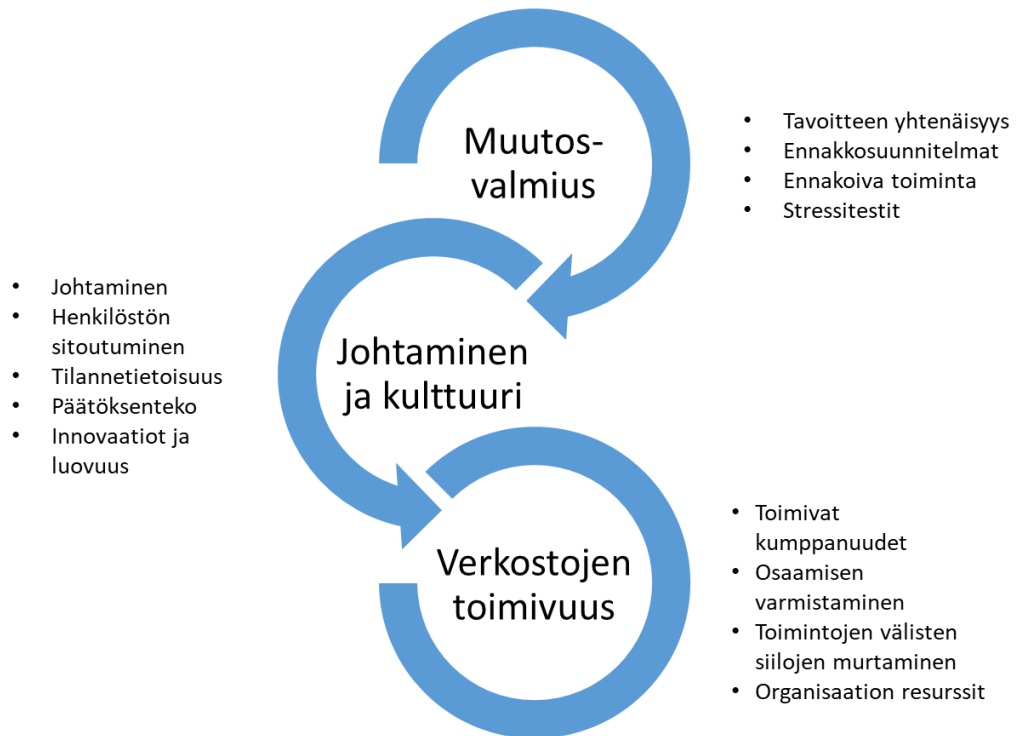 Muutos-
valmius
• Tavoitteen yhtenäisyys
• Ennakkosuunnitelmat
• Ennakoiva toiminta
• Stressitestit
Johtaminen
ja kulttuuri
• Johtaminen
• Henkilöstön
sitoutuminen
• Tilannetietoisuus
• Päätöksenteko
• Innovaatiot ja
luovuus
Verkostojen
toimivuus
• Toimivat
kumppanuudet
• Osaamisen
varmistaminen
• Toimintojen välisten
siilojen murtaminen
• Organisaation resurssit